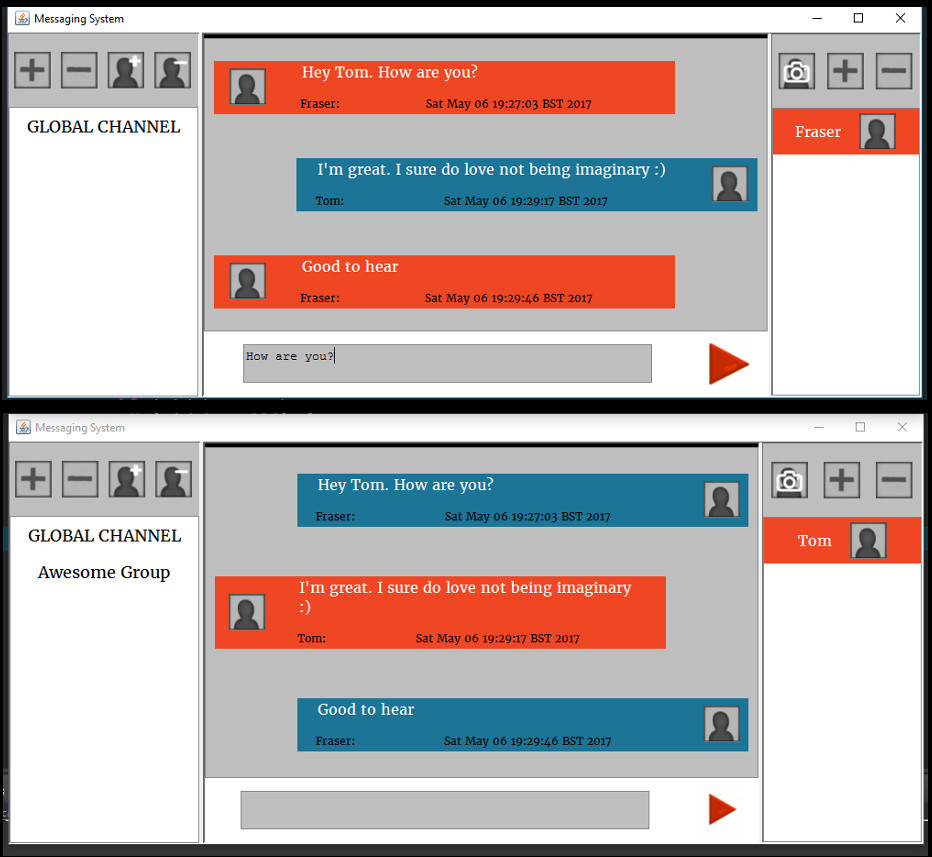 Messaging System
GLOBAL CHANNEL
Hey Tom. How are you?
Fraser: Sat May 06 19:27:03 BST 2017
I'm great. I sure do love not being imaginary :)
Tom: Sat May 06 19:29:17 BST 2017
Good to hear
Fraser: Sat May 06 19:29:46 BST 2017
How are you?
Fraser
Messaging System
GLOBAL CHANNEL
Awesome Group
Hey Tom. How are you?
Fraser: Sat May 06 19:27:03 BST 2017
I'm great. I sure do love not being imaginary
:)
Tom: Sat May 06 19:29:17 BST 2017
Good to hear
Fraser: Sat May 06 19:29:46 BST 2017
Tom